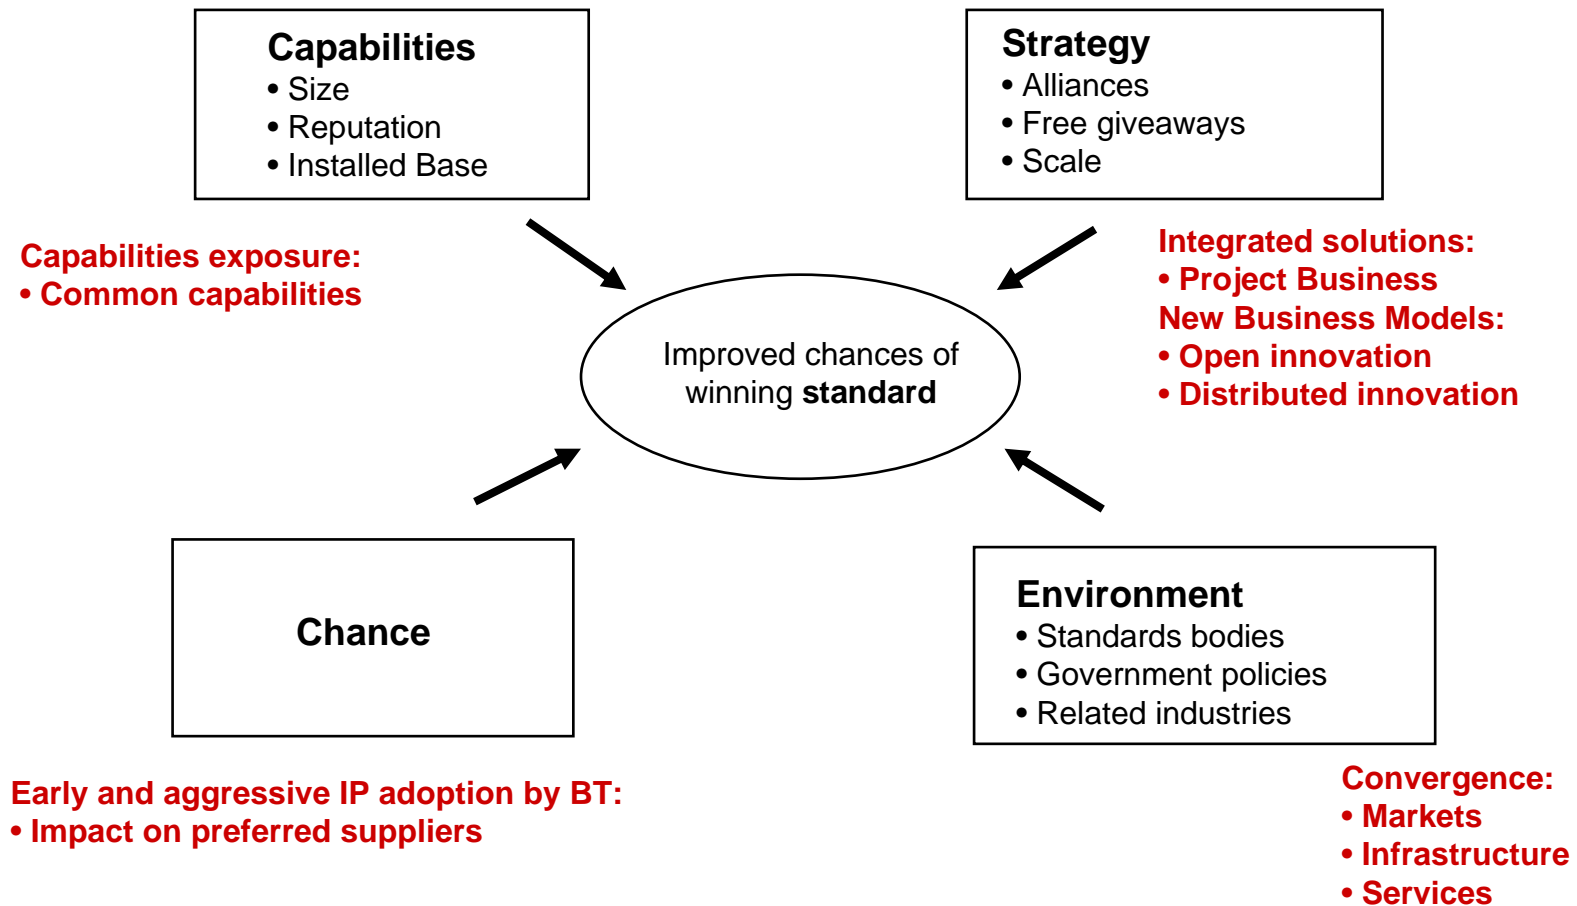 Capabilities
• Size
• Reputation
• Installed Base
Strategy
• Alliances
• Free giveaways
• Scale
Capabilities exposure:
• Common capabilities
Integrated solutions:
• Project Business
New Business Models:
• Open innovation
• Distributed innovation
Improved chances of
winning standard
Chance
Environment
• Standards bodies
• Government policies
• Related industries
Early and aggressive IP adoption by BT:
• Impact on preferred suppliers
Convergence:
• Markets
• Infrastructure
• Services